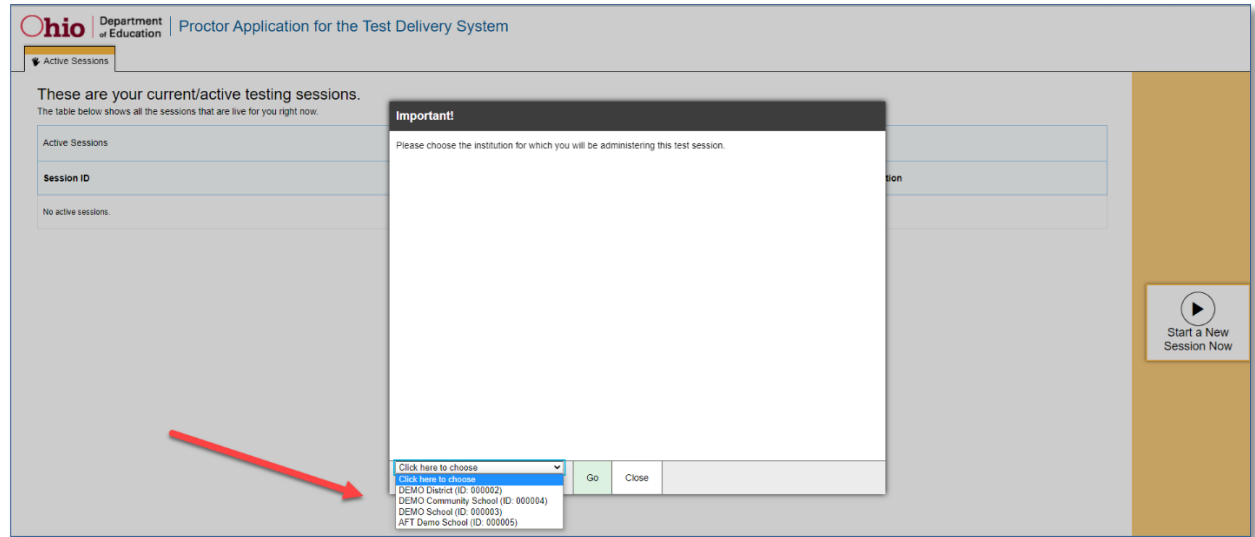 Ohio Department of Education Proctor Application for the Test Delivery System
Active Sessions
These are your current/active testing sessions.
The table below shows all the sessions that are live for you right now.
Active Sessions
Session ID
tion
No active sessions.
Important!
Please choose the institution for which you will be administering this test session.
Click here to choose
Go
Close
Click here to choose
DEMO District (ID: 000002)
DEMO Community School (ID: 000004)
DEMO School (ID: 000003)
AFT Demo School (ID: 000005)
Start a New
Session Now